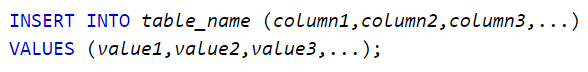 INSERT INTO table_name (column1,column2,column3,...)
VALUES (value1,value2,value3,...);